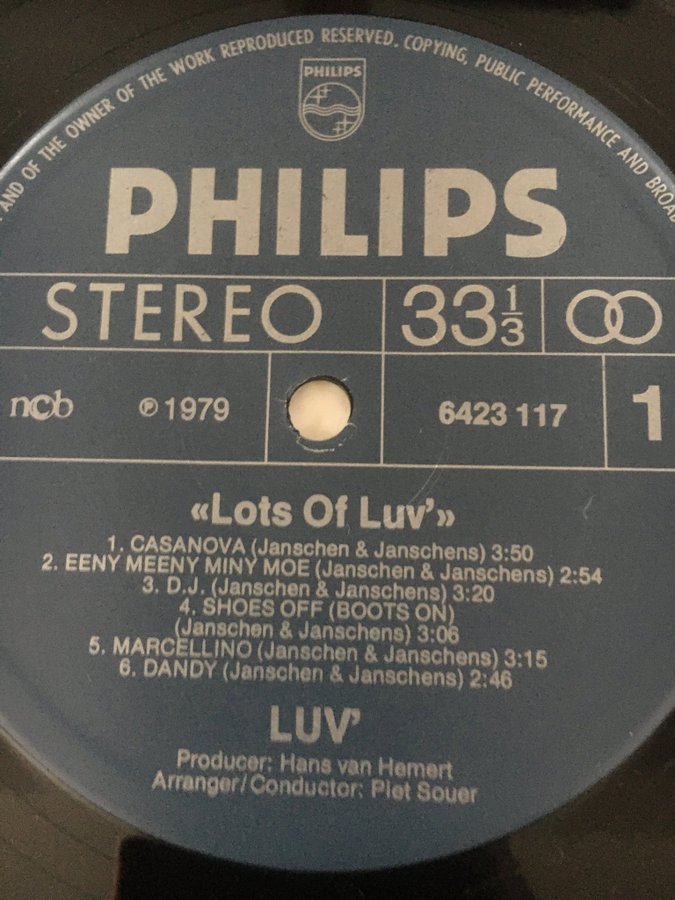 AND OF THE OWNER OF THE WORK REPRODUCED RESERVED. COPYING, PUBLIC PERFORMANCE AND BROAD
PHILIPS
PHILIPS
STEREO 33 1/3
ncb ℗ 1979 6423 117 1
«Lots Of Luv'»
1. CASANOVA (Janschen & Janschens) 3:50
2. EENY MEENY MINY MOE (Janschen & Janschens) 2:54
3. D.J. (Janschen & Janschens) 3:20
4. SHOES OFF (BOOTS ON)
(Janschen & Janschens) 3:06
5. MARCELLINO (Janschen & Janschens) 3:15
6. DANDY (Janschen & Janschens) 2:46
LUV'
Producer: Hans van Hemert
Arranger/Conductor: Piet Souer